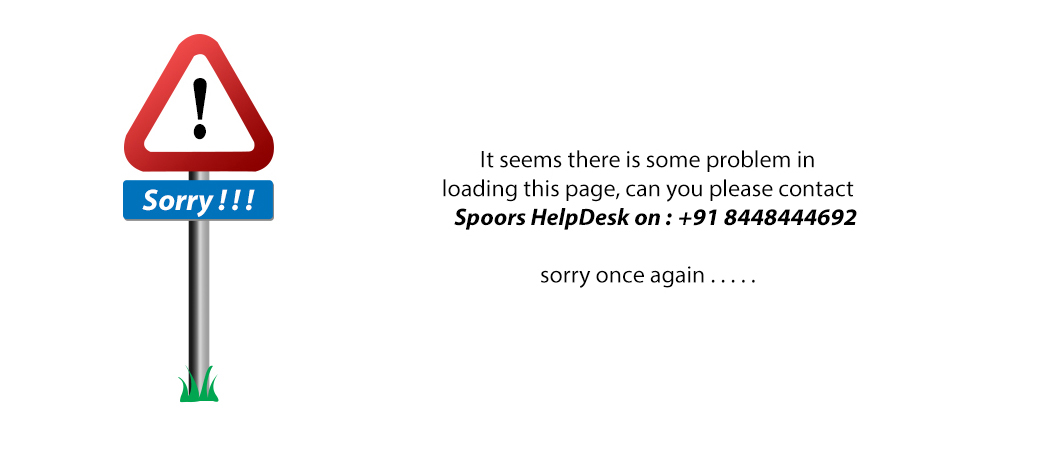 !
Sorry ! ! !
It seems there is some problem in
loading this page, can you please contact
Spoors HelpDesk on : +91 8448444692
sorry once again . . . . .